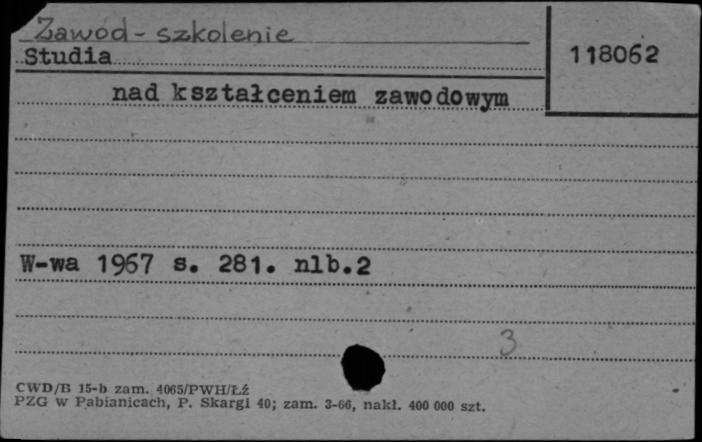 Zawód - szkolenie
Studia
118062
nad kształceniem zawodowym
W-wa 1967 s. 281. nlb.2
3
CWD/B 15-b zam. 4065/PWH/Łź
PZG w Pabianicach, P. Skargi 40; zam. 3-66, nakł. 400 000 szt.